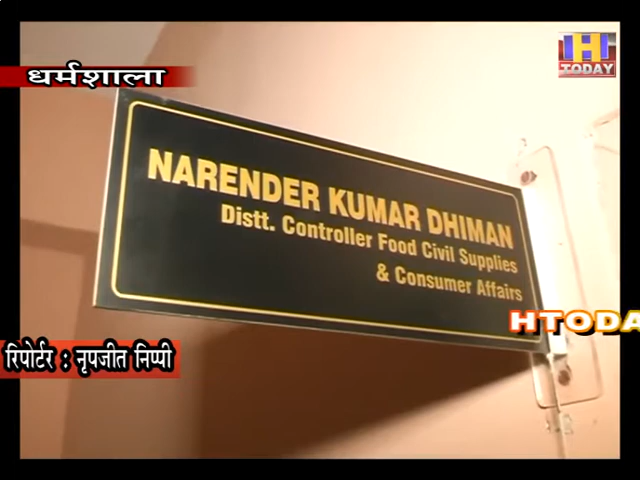 धर्मशाला
H
TODAY
NARENDER KUMAR DHIMAN
Distt. Controller Food Civil Supplies
& Consumer Affairs
HTODA
रिपोर्टर : नृपजीत निप्पी